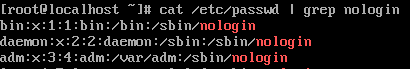 [root@localhost ~]# cat /etc/passwd | grep nologin
bin:x:1:1:bin:/bin:/sbin/nologin
daemon:x:2:2:daemon:/sbin:/sbin/nologin
adm:x:3:4:adm:/var/adm:/sbin/nologin